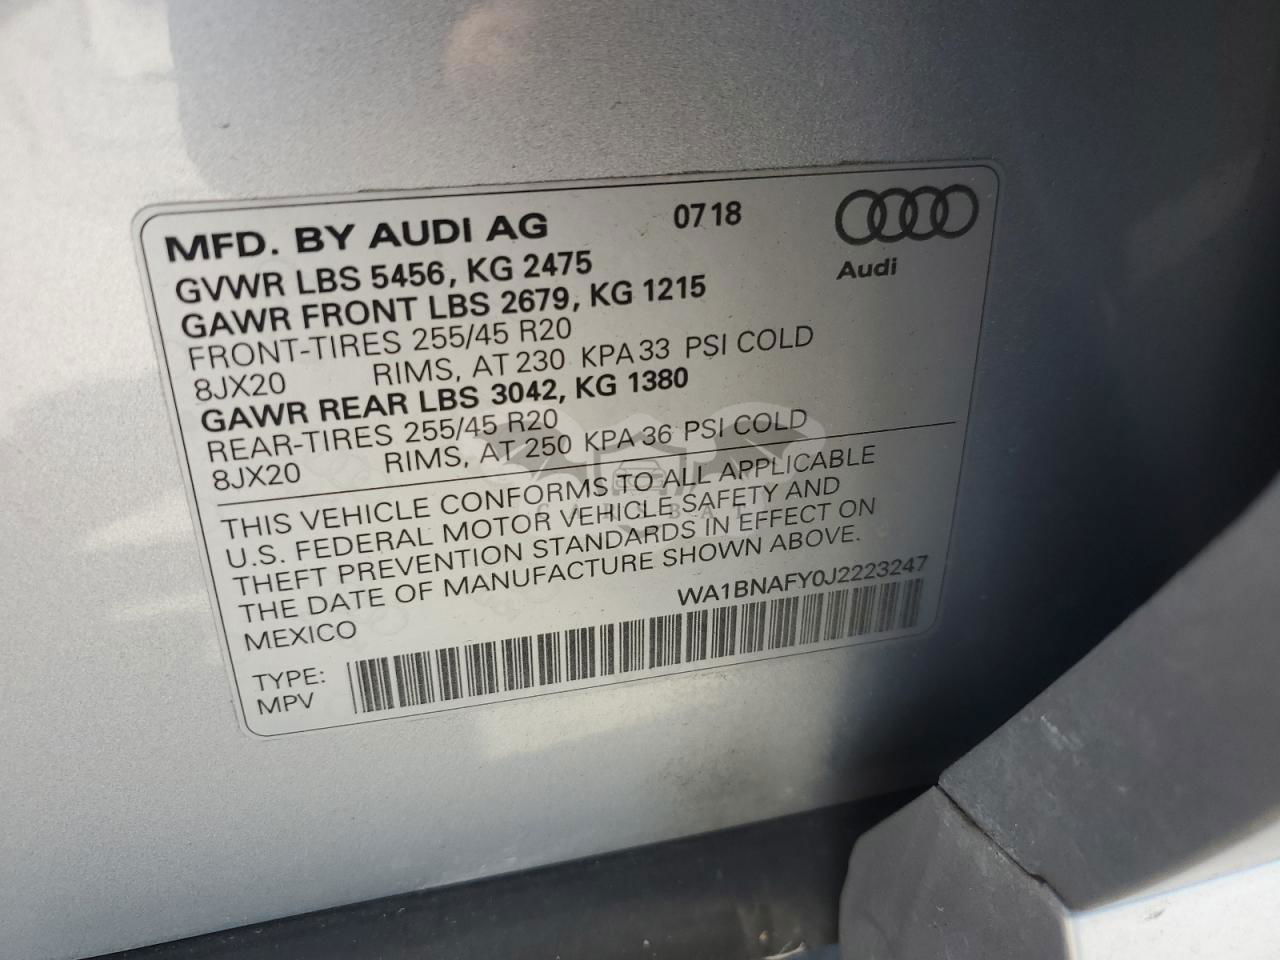 MFD. BY AUDI AG 0718
Audi
GVWR LBS 5456, KG 2475
GAWR FRONT LBS 2679, KG 1215
FRONT-TIRES 255/45 R20
8JX20 RIMS, AT 230 KPA 33 PSI COLD
GAWR REAR LBS 3042, KG 1380
REAR-TIRES 255/45 R20
8JX20 RIMS, AT 250 KPA 36 PSI COLD
THIS VEHICLE CONFORMS TO ALL APPLICABLE
U.S. FEDERAL MOTOR VEHICLE SAFETY AND
THEFT PREVENTION STANDARDS IN EFFECT ON
THE DATE OF MANUFACTURE SHOWN ABOVE.
MEXICO WA1BNAFY0J2223247
TYPE:
MPV